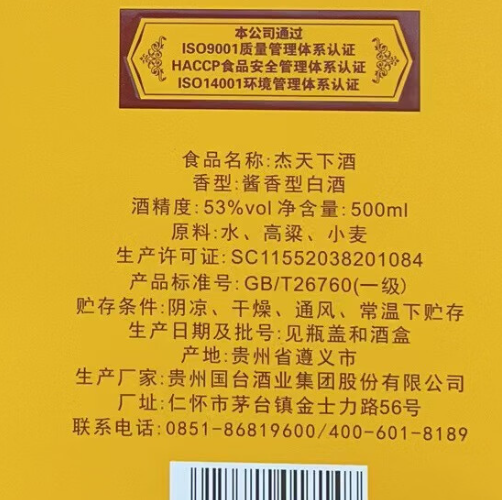 本公司通过
ISO9001质量管理体系认证
HACCP食品安全管理体系认证
ISO14001环境管理体系认证
食品名称:杰天下酒
香型:酱香型白酒
酒精度:53%vol 净含量:500ml
原料:水、高粱、小麦
生产许可证:SC11552038201084
产品标准号:GB/T26760(一级)
贮存条件:阴凉、干燥、通风、常温下贮存
生产日期及批号:见瓶盖和酒盒
产地:贵州省遵义市
生产厂家:贵州国台酒业集团股份有限公司
厂址:仁怀市茅台镇金士力路56号
联系电话:0851-86819600/400-601-8189